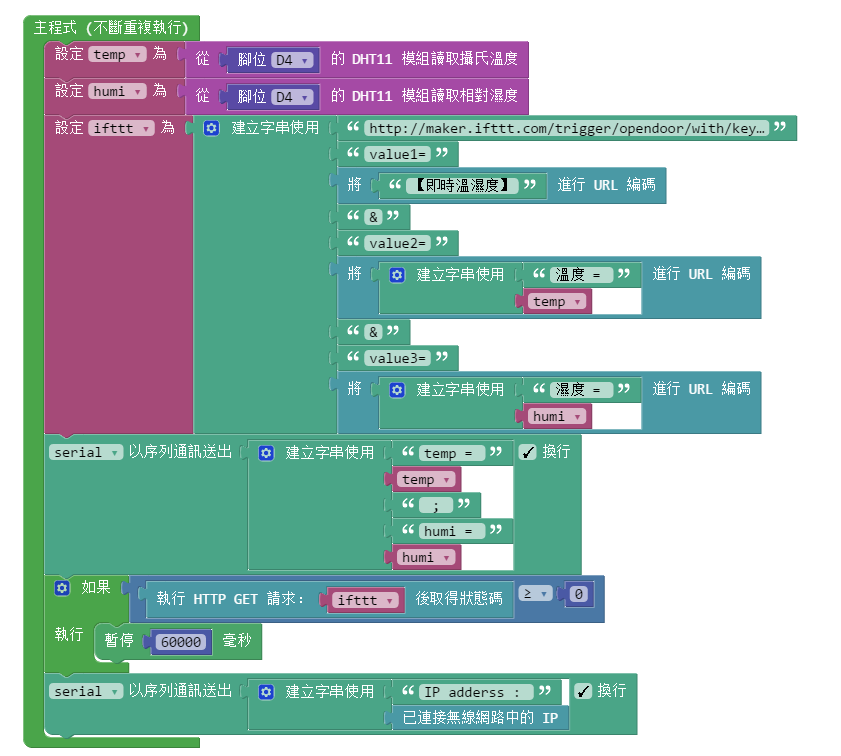 主程式 (不斷重複執行)
設定 temp 為 從 腳位 D4 的 DHT11 模組讀取攝氏溫度
設定 humi 為 從 腳位 D4 的 DHT11 模組讀取相對濕度
設定 ifttt 為 建立字串使用 “ http://maker.ifttt.com/trigger/opendoor/with/key… ”
“ value1= ”
將 “ 【即時溫濕度】 ” 進行 URL 編碼
“ & ”
“ value2= ”
將 建立字串使用 “ 溫度 = ” 進行 URL 編碼
temp
“ & ”
“ value3= ”
將 建立字串使用 “ 濕度 = ” 進行 URL 編碼
humi
serial 以序列通訊送出 建立字串使用 “ temp = ” ✓ 換行
temp
“ ; ”
“ humi = ”
humi
如果 執行 HTTP GET 請求: ifttt 後取得狀態碼 ≥ 0
執行 暫停 60000 毫秒
serial 以序列通訊送出 建立字串使用 “ IP adderss : ” ✓ 換行
已連接無線網路中的 IP